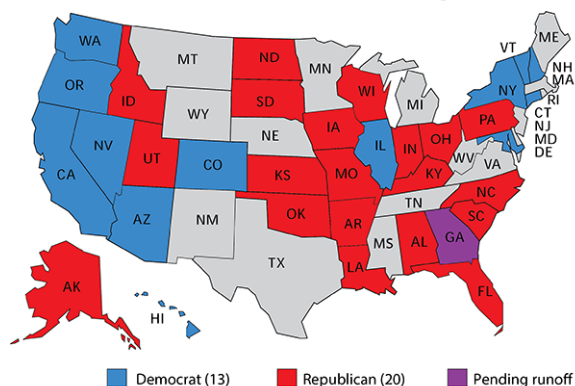 WA
MT
ND
MN
ME
VT
NH
MA
RI
CT
NJ
MD
DE
OR
ID
SD
WI
MI
NY
WY
IA
PA
NE
NV
UT
CO
IL
IN
OH
CA
KS
MO
KY
WV
VA
AZ
NM
OK
AR
TN
NC
SC
TX
LA
MS
AL
GA
FL
AK
HI
Democrat (13)
Republican (20)
Pending runoff